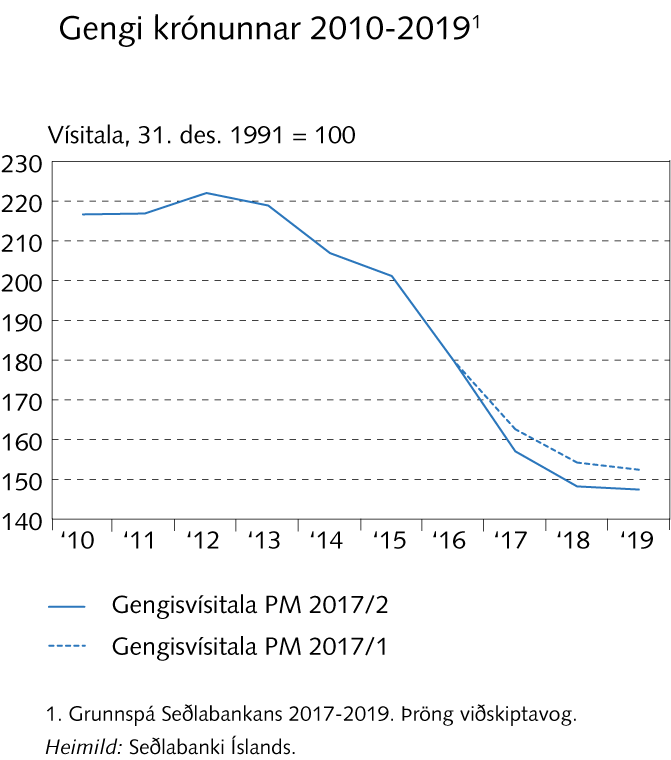 Gengi krónunnar 2010-2019¹
Vísitala, 31. des. 1991 = 100
230
220
210
200
190
180
170
160
150
140
‘10 ‘11 ‘12 ‘13 ‘14 ‘15 ‘16 ‘17 ‘18 ‘19
Gengisvísitala PM 2017/2
Gengisvísitala PM 2017/1
1. Grunnspá Seðlabankans 2017-2019. Þröng viðskiptavog.
Heimild: Seðlabanki Íslands.